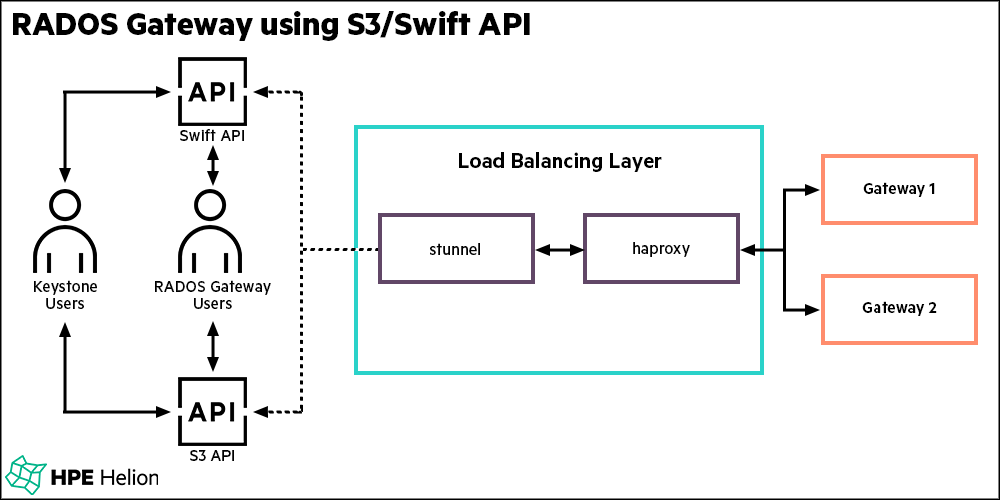 RADOS Gateway using S3/Swift API
API
Swift API
Keystone
Users
RADOS Gateway
Users
API
S3 API
Load Balancing Layer
stunnel
haproxy
Gateway 1
Gateway 2
HPE Helion